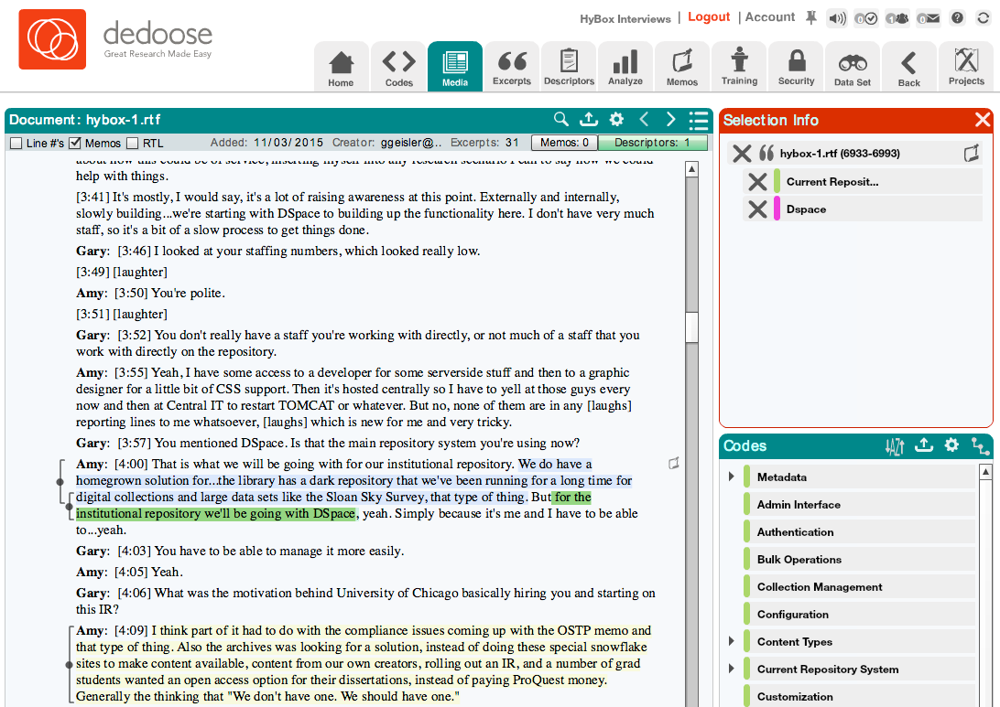 HyBox Interviews | Logout | Account 0 1 0 ?
dedoose
Great Research Made Easy
Home Codes Media Excerpts Descriptors Analyze Memos Training Security Data Set Back Projects
Document: hybox-1.rtf
Line #'s Memos RTL Added: 11/03/2015 Creator: ggeisler@.. Excerpts: 31 Memos: 0 Descriptors: 1
about how this could be of service, inserting myself into any research scenario I can to say how we could
help with things.
[3:41] It's mostly, I would say, it's a lot of raising awareness at this point. Externally and internally,
slowly building...we're starting with DSpace to building up the functionality here. I don't have very much
staff, so it's a bit of a slow process to get things done.
Gary: [3:46] I looked at your staffing numbers, which looked really low.
[3:49] [laughter]
Amy: [3:50] You're polite.
[3:51] [laughter]
Gary: [3:52] You don't really have a staff you're working with directly, or not much of a staff that you
work with directly on the repository.
Amy: [3:55] Yeah, I have some access to a developer for some serverside stuff and then to a graphic
designer for a little bit of CSS support. Then it's hosted centrally so I have to yell at those guys every
now and then at Central IT to restart TOMCAT or whatever. But no, none of them are in any [laughs]
reporting lines to me whatsoever, [laughs] which is new for me and very tricky.
Gary: [3:57] You mentioned DSpace. Is that the main repository system you're using now?
Amy: [4:00] That is what we will be going with for our institutional repository. We do have a
homegrown solution for...the library has a dark repository that we've been running for a long time for
digital collections and large data sets like the Sloan Sky Survey, that type of thing. But for the
institutional repository we'll be going with DSpace, yeah. Simply because it's me and I have to be able
to...yeah.
Gary: [4:03] You have to be able to manage it more easily.
Amy: [4:05] Yeah.
Gary: [4:06] What was the motivation behind University of Chicago basically hiring you and starting on
this IR?
Amy: [4:09] I think part of it had to do with the compliance issues coming up with the OSTP memo and
that type of thing. Also the archives was looking for a solution, instead of doing these special snowflake
sites to make content available, content from our own creators, rolling out an IR, and a number of grad
students wanted an open access option for their dissertations, instead of paying ProQuest money.
Generally the thinking that "We don't have one. We should have one."
Selection Info
hybox-1.rtf (6933-6993)
Current Reposit...
Dspace
Codes
Metadata
Admin Interface
Authentication
Bulk Operations
Collection Management
Configuration
Content Types
Current Repository System
Customization